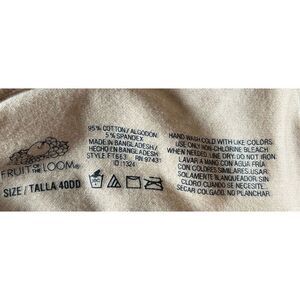 FRUIT OF THE LOOM®
SIZE / TALLA 40DD
95% COTTON / ALGODON
5% SPANDEX
MADE IN BANGLADESH /
HECHO EN BANGLADESH
STYLE FT663 RN 97431
ID: 1324
HAND WASH COLD WITH LIKE COLORS.
USE ONLY NON-CHLORINE BLEACH
WHEN NEEDED. LINE DRY. DO NOT IRON.
LAVAR A MANO CON AGUA FRÍA
CON COLORES SIMILARES. USAR
SOLAMENTE BLANQUEADOR SIN
CLORO CUANDO SE NECESITE.
SECAR COLGADO. NO PLANCHAR.